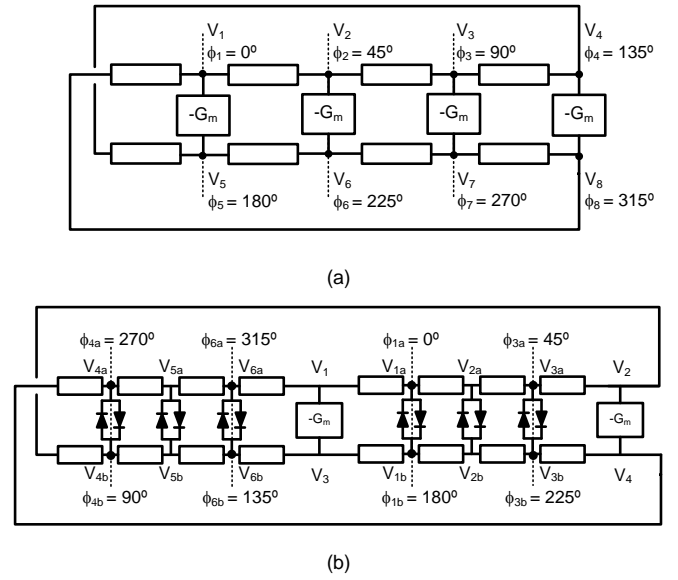 V1 V2 V3 V4
ϕ1 = 0º ϕ2 = 45º ϕ3 = 90º ϕ4 = 135º
-Gm -Gm -Gm -Gm
V5 V6 V7 V8
ϕ5 = 180º ϕ6 = 225º ϕ7 = 270º ϕ8 = 315º
(a)
ϕ4a = 270º ϕ6a = 315º ϕ1a = 0º ϕ3a = 45º
V4a V5a V6a V1 V1a V2a V3a V2
-Gm -Gm
V4b V5b V6b V3 V1b V2b V3b V4
ϕ4b = 90º ϕ6b = 135º ϕ1b = 180º ϕ3b = 225º
(b)